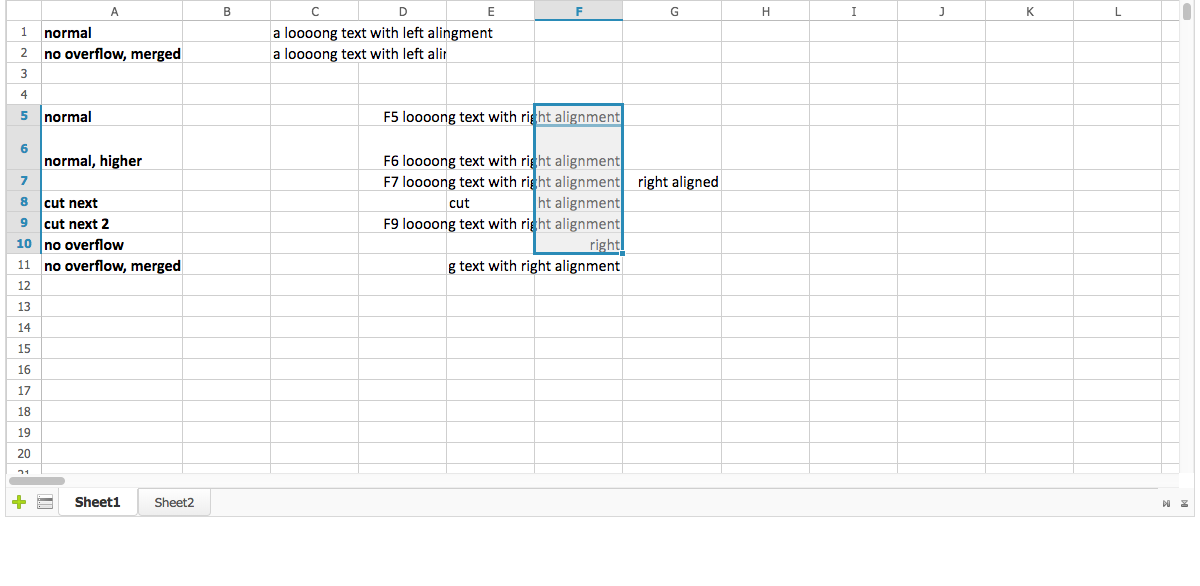 A B C D E F G H I J K L
1 normal a loooong text with left alingment
2 no overflow, merged a loooong text with left alin
3
4
5 normal F5 loooong text with right alignment
6 normal, higher F6 loooong text with right alignment
7 F7 loooong text with right alignment right aligned
8 cut next cut ht alignment
9 cut next 2 F9 loooong text with right alignment
10 no overflow right
11 no overflow, merged g text with right alignment
12
13
14
15
16
17
18
19
20
21
Sheet1 Sheet2